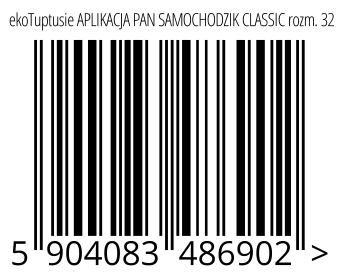 ekoTuptusie APLIKACJA PAN SAMOCHODZIK CLASSIC rozm. 32
5 904083 486902 >